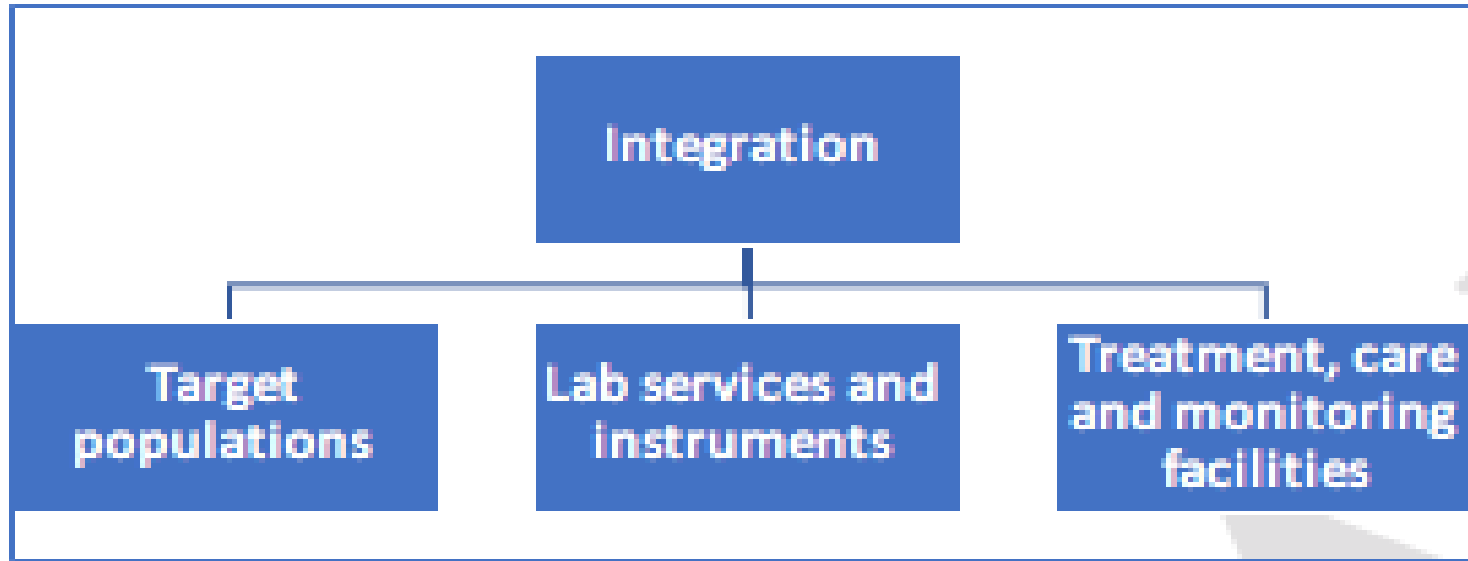 Integration
Target
populations
Lab services and
instruments
Treatment, care
and monitoring
facilities